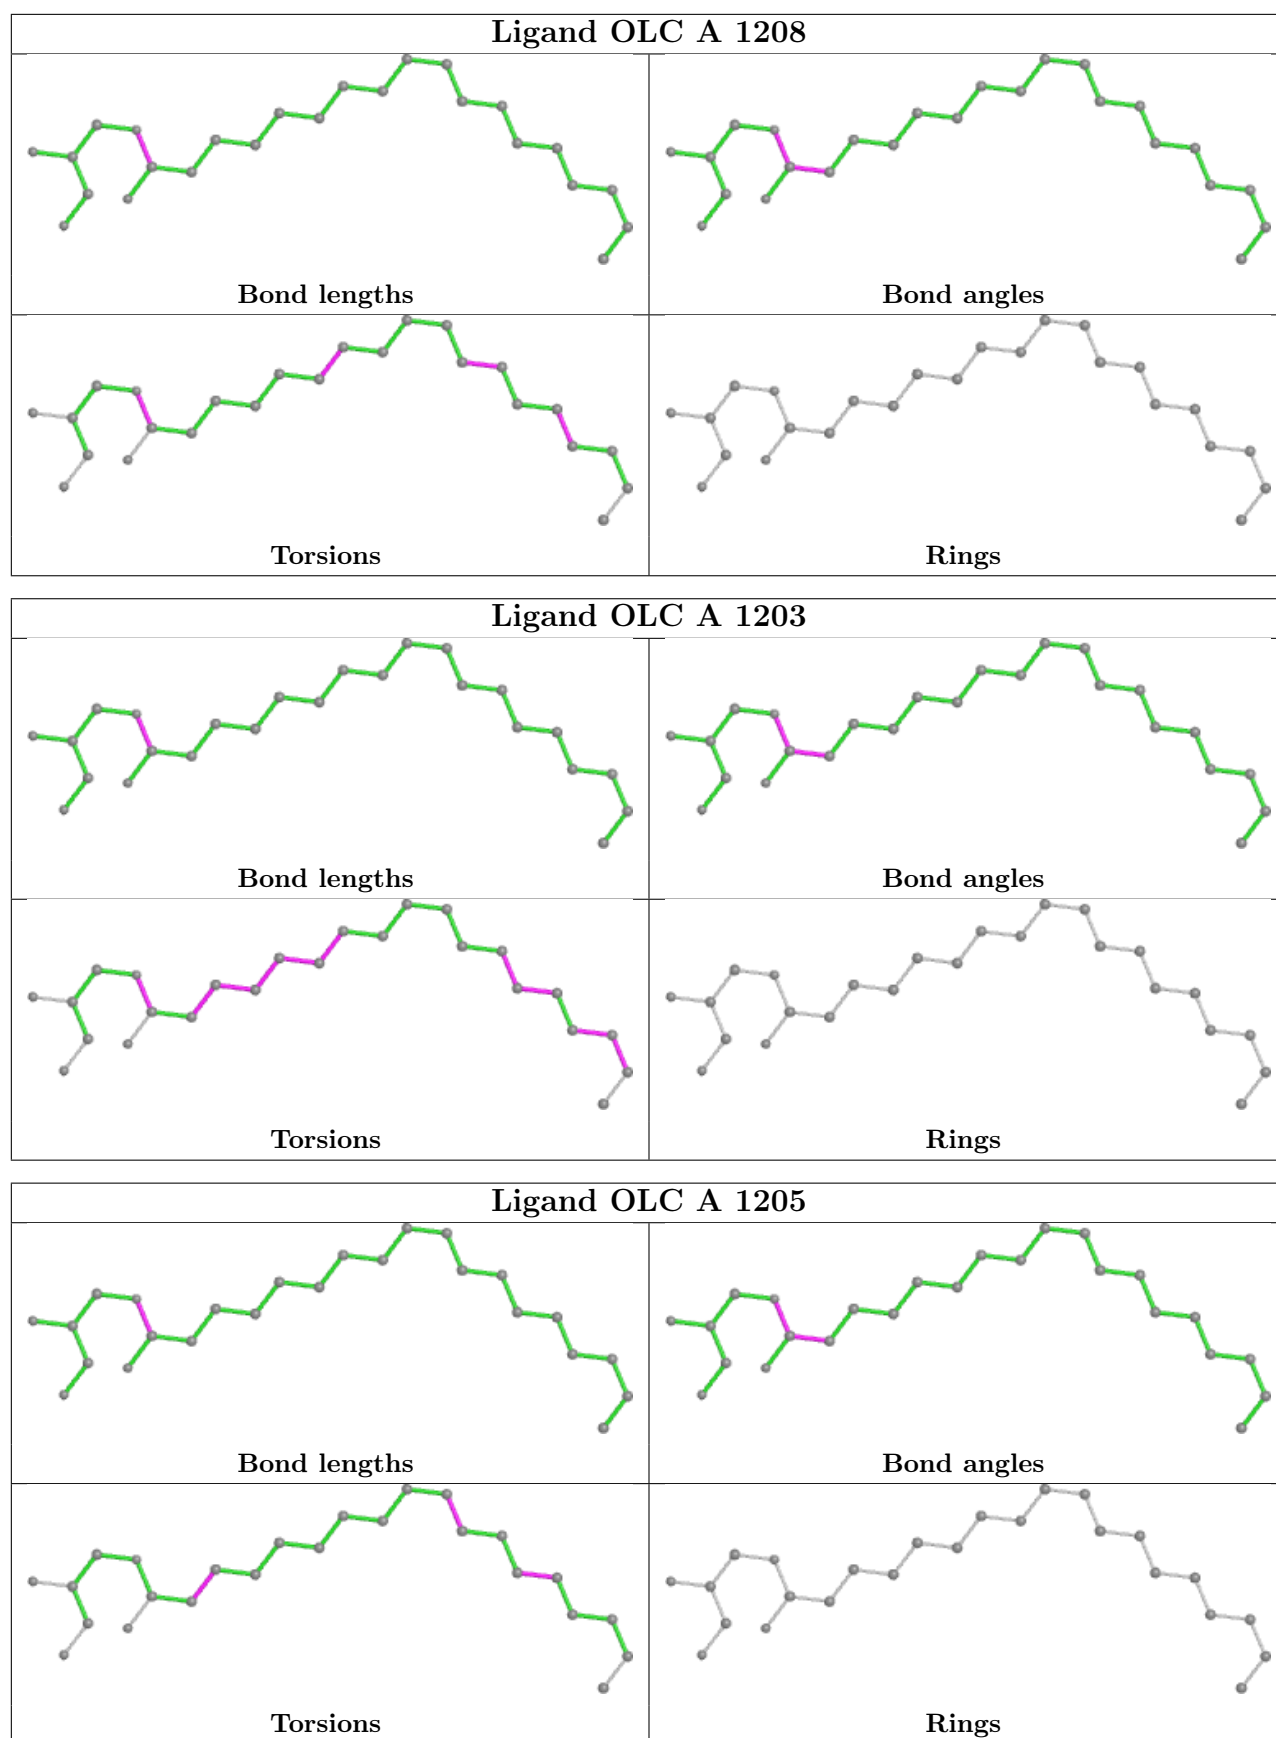 Ligand OLC A 1208
Bond lengths
Bond angles
Torsions
Rings
Ligand OLC A 1203
Bond lengths
Bond angles
Torsions
Rings
Ligand OLC A 1205
Bond lengths
Bond angles
Torsions
Rings